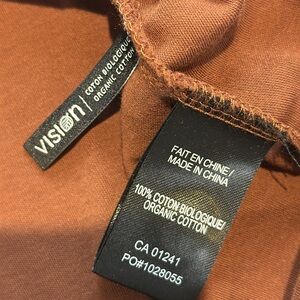 VISION
COTON BIOLOGIQUE
ORGANIC COTTON
FAIT EN CHINE/
MADE IN CHINA
100% COTON BIOLOGIQUE/
ORGANIC COTTON
CA 01241
PO#1028055